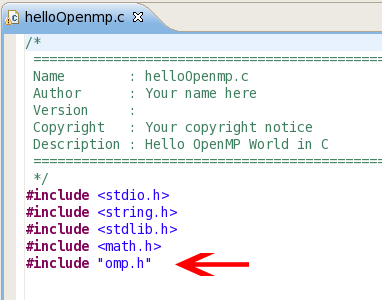 helloOpenmp.c
/*
============================================
Name        : helloOpenmp.c
Author      : Your name here
Version     :
Copyright   : Your copyright notice
Description : Hello OpenMP World in C
============================================
*/
#include <stdio.h>
#include <string.h>
#include <stdlib.h>
#include <math.h>
#include "omp.h"